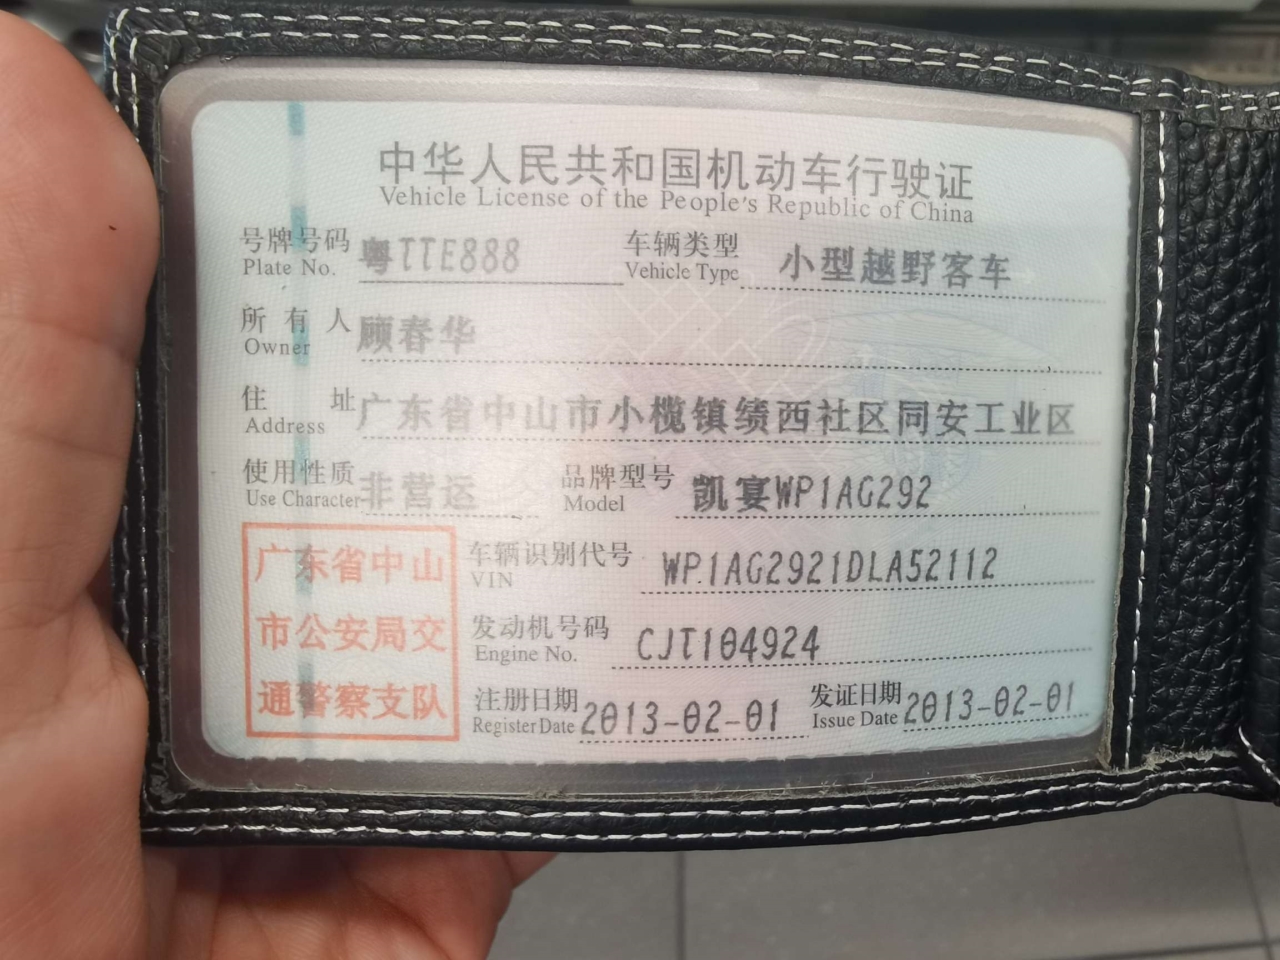 中华人民共和国机动车行驶证
Vehicle License of the People's Republic of China
号牌号码 粤TTE888 车辆类型 小型越野客车
Plate No. Vehicle Type
所有人 顾春华
Owner
住址 广东省中山市小榄镇绩西社区同安工业区
Address
使用性质 非营运 品牌型号 凯宴WP1AG292
Use Character Model
广东省中山
市公安局交
通警察支队
车辆识别代号 WP1AG2921DLA52112
VIN
发动机号码 CJT104924
Engine No.
注册日期 2013-02-01 发证日期 2013-02-01
Register Date Issue Date